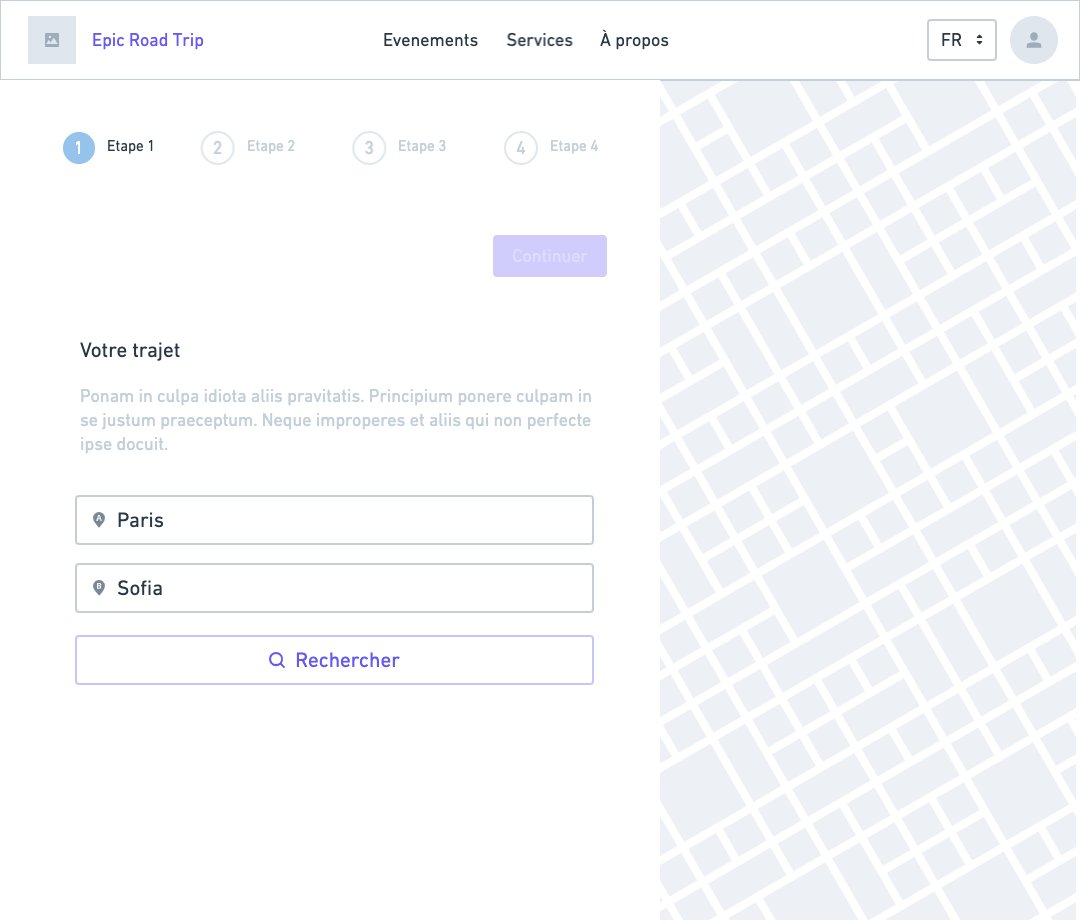 Epic Road Trip
Evenements Services À propos
FR
1 Etape 1 2 Etape 2 3 Etape 3 4 Etape 4
Continuer
Votre trajet
Ponam in culpa idiota aliis pravitatis. Principium ponere culpam in
se justum praeceptum. Neque improperes et aliis qui non perfecte
ipse docuit.
A Paris
B Sofia
Rechercher